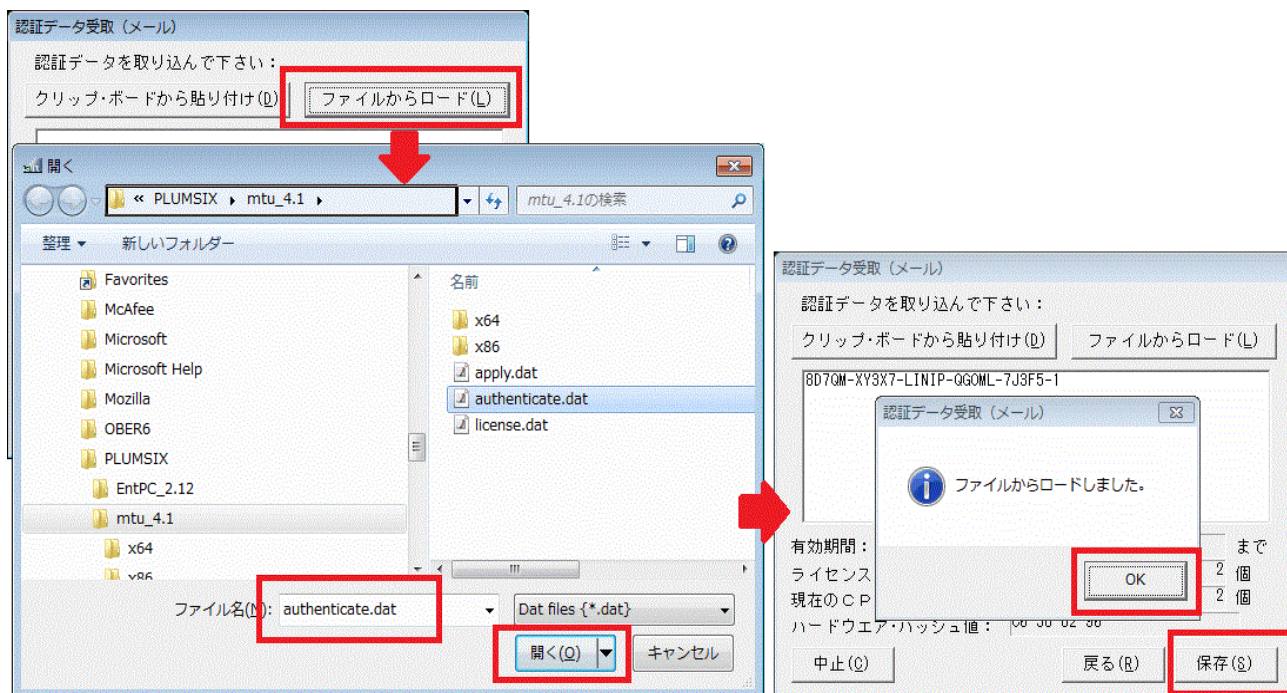 認証データ受取（メール）
認証データを取り込んで下さい：
クリップ・ボードから貼り付け(D)
ファイルからロード(L)
開く
« PLUMSIX mtu_4.1
mtu_4.1の検索
整理
新しいフォルダー
Favorites
McAfee
Microsoft
Microsoft Help
Mozilla
OBER6
PLUMSIX
EntPC_2.12
mtu_4.1
x64
x86
名前
x64
x86
apply.dat
authenticate.dat
license.dat
ファイル名(N): authenticate.dat
Dat files {*.dat}
開く(O)
キャンセル
認証データ受取（メール）
認証データを取り込んで下さい：
クリップ・ボードから貼り付け(D)
ファイルからロード(L)
8D7QM-XY3X7-LINIP-QGOML-7J3F5-1
認証データ受取（メール）
ファイルからロードしました。
OK
有効期間： まで
ライセンス 2 個
現在のＣＰ 2 個
ハードウエア・ハッシュ値：
中止(C)
戻る(R)
保存(S)